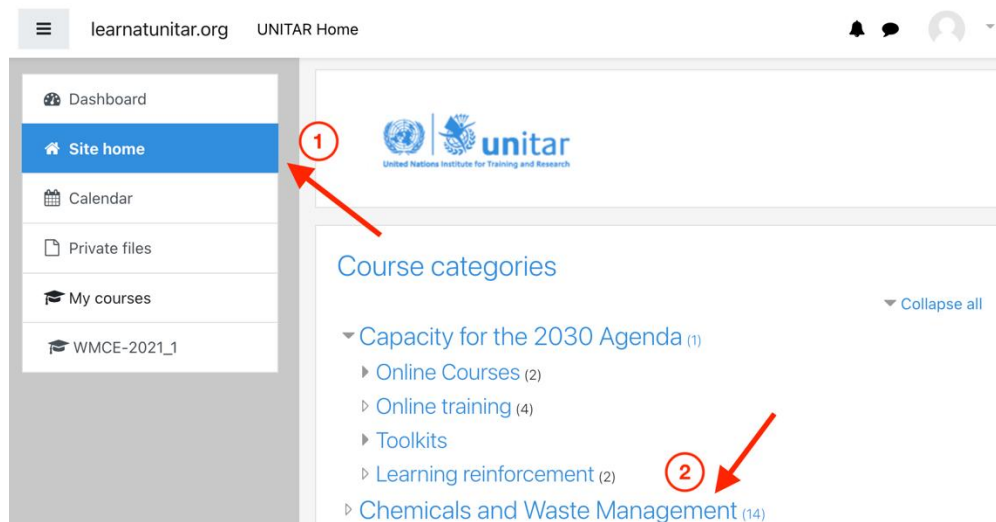 learnatunitar.org UNITAR Home
Dashboard
Site home
Calendar
Private files
My courses
WMCE-2021_1
1
unitar
United Nations Institute for Training and Research
Course categories
Collapse all
Capacity for the 2030 Agenda (1)
Online Courses (2)
Online training (4)
Toolkits
Learning reinforcement (2)
2
Chemicals and Waste Management (14)